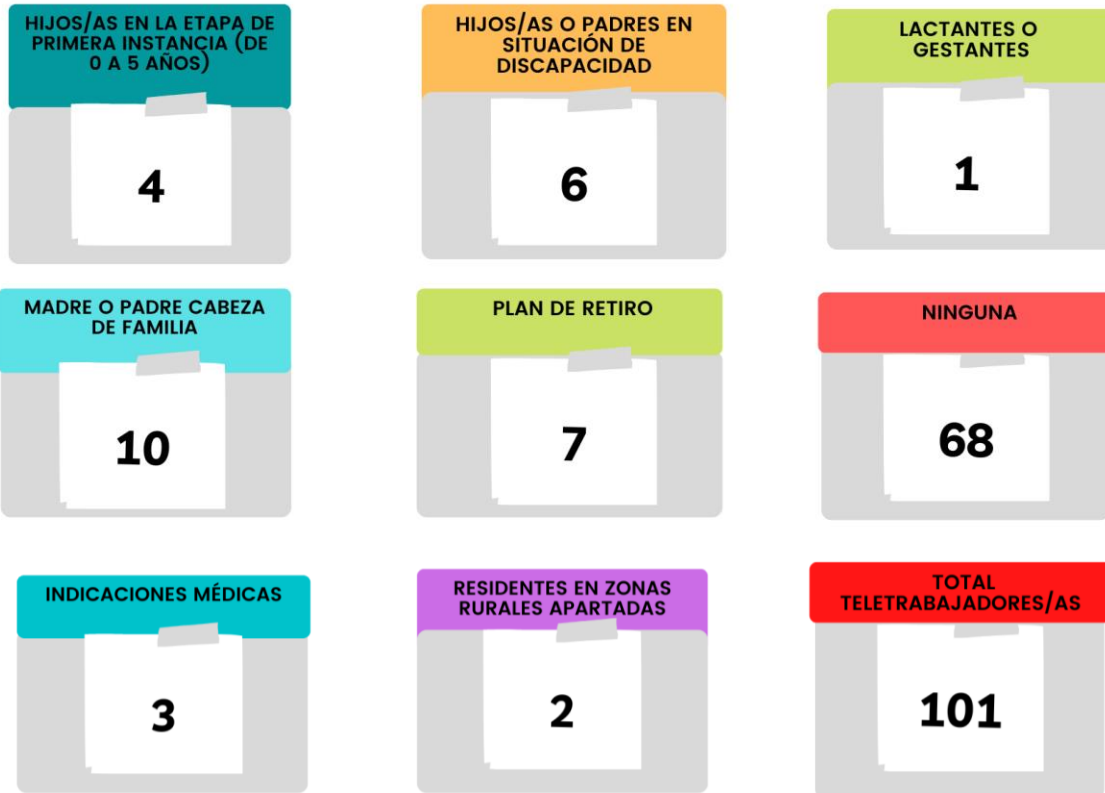 HIJOS/AS EN LA ETAPA DE
PRIMERA INSTANCIA (DE
0 A 5 AÑOS)
4
HIJOS/AS O PADRES EN
SITUACIÓN DE
DISCAPACIDAD
6
LACTANTES O
GESTANTES
1
MADRE O PADRE CABEZA
DE FAMILIA
10
PLAN DE RETIRO
7
NINGUNA
68
INDICACIONES MÉDICAS
3
RESIDENTES EN ZONAS
RURALES APARTADAS
2
TOTAL
TELETRABAJADORES/AS
101